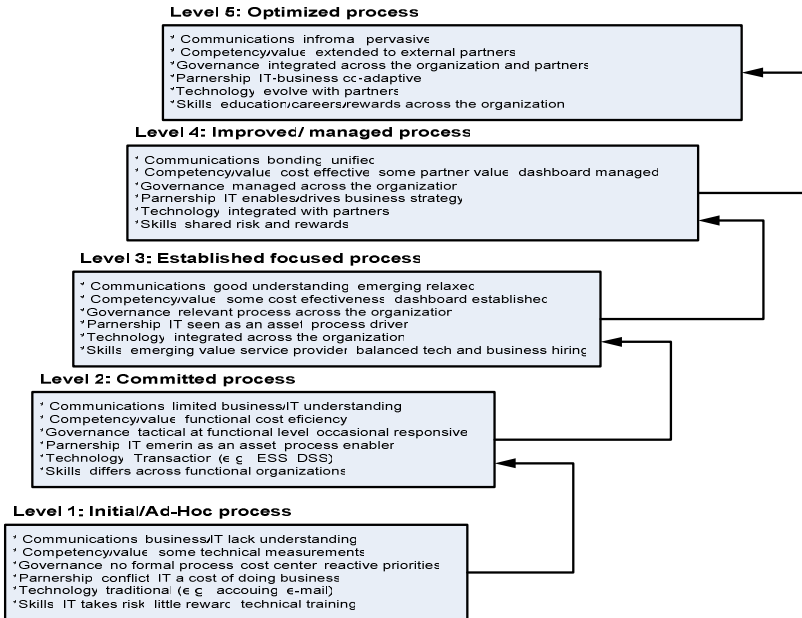 Level 5: Optimized process
* Communications infroma pervasive
* Competency/value extended to external partners
*Governance integrated across the organization and partners
*Parnership IT-business co-adaptive
*Technology evolve with partners
*Skills education/careers/rewards across the organization
Level 4: Improved/ managed process
* Communications bonding unified
* Competency/value cost effective some partner value dashboard managed
*Governance managed across the organization
*Parnership IT enables/drives business strategy
*Technology integrated with partners
*Skills shared risk and rewards
Level 3: Established focused process
* Communications good understanding emerging relaxed
* Competency/value some cost efectiveness dashboard established
*Governance relevant process across the organization
*Parnership IT seen as an asset process driver
*Technology integrated across the organization
*Skills emerging value service provider balanced tech and business hiring
Level 2: Committed process
* Communications limited business/IT understanding
* Competency/value functional cost eficiency
*Governance tactical at functional level occasional responsive
*Parnership IT emerin as an asset process enabler
*Technology Transaction (e g ESS DSS)
*Skills differs across functional organizations
Level 1: Initial/Ad-Hoc process
* Communications business/IT lack understanding
* Competency/value some technical measurements
*Governance no formal process cost center reactive priorities
*Parnership conflict IT a cost of doing business
*Technology traditional (e g accouing e-mail)
*Skills IT takes risk little reward technical training